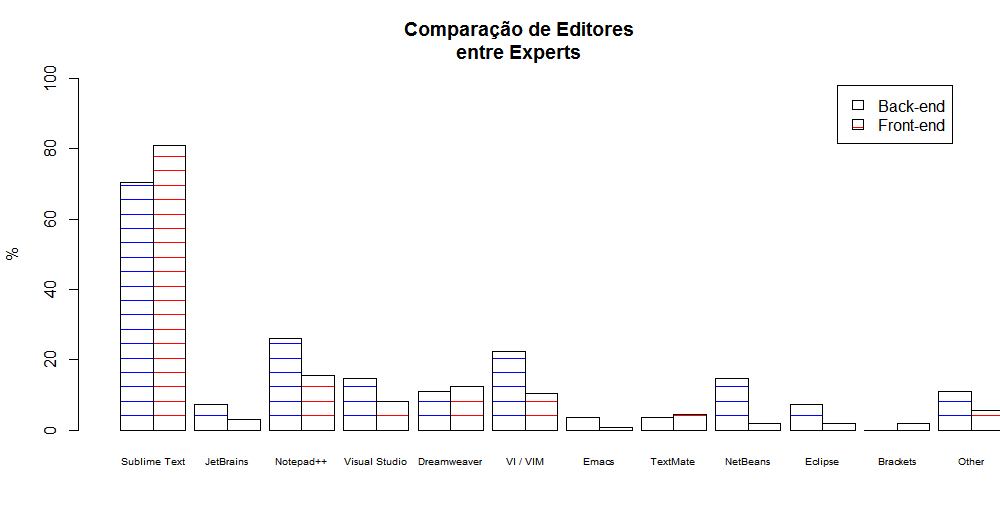 Comparação de Editores
entre Experts
%
100
80
60
40
20
0
Back-end
Front-end
Sublime Text JetBrains Notepad++ Visual Studio Dreamweaver VI / VIM Emacs TextMate NetBeans Eclipse Brackets Other